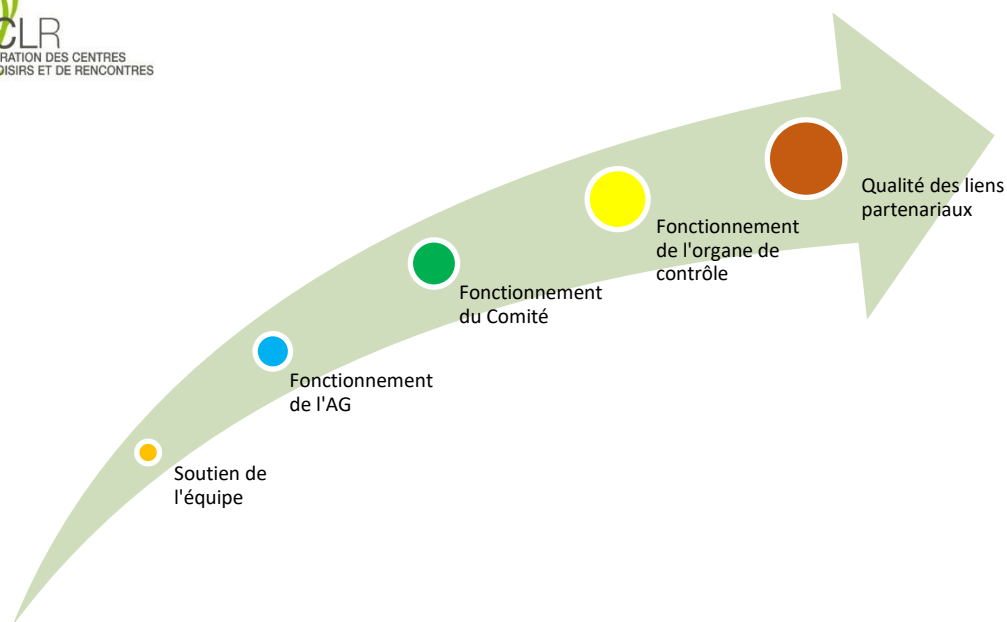 CLR
RATION DES CENTRES
OISIRS ET DE RENCONTRES
Qualité des liens
partenariaux
Fonctionnement
de l'organe de
contrôle
Fonctionnement
du Comité
Fonctionnement
de l'AG
Soutien de
l'équipe